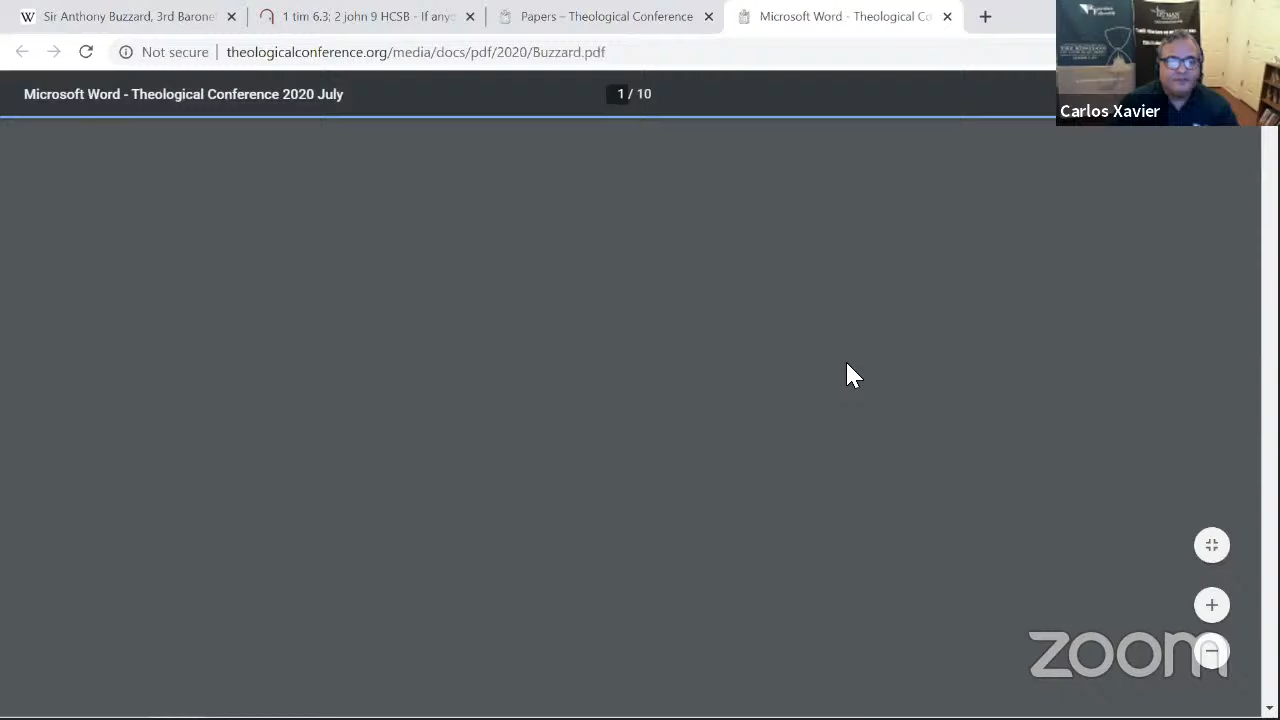 Sir Anthony Buzzard, 3rd Barone
1 tim 6.3; 2 john 9 HCSB If any
Papers – Theological Conference
Microsoft Word - Theological Co
Not secure
theologicalconference.org/media
2020/Buzzard.pdf
Microsoft Word - Theological Conference 2020 July
1 / 10
Carlos Xavier
zoom